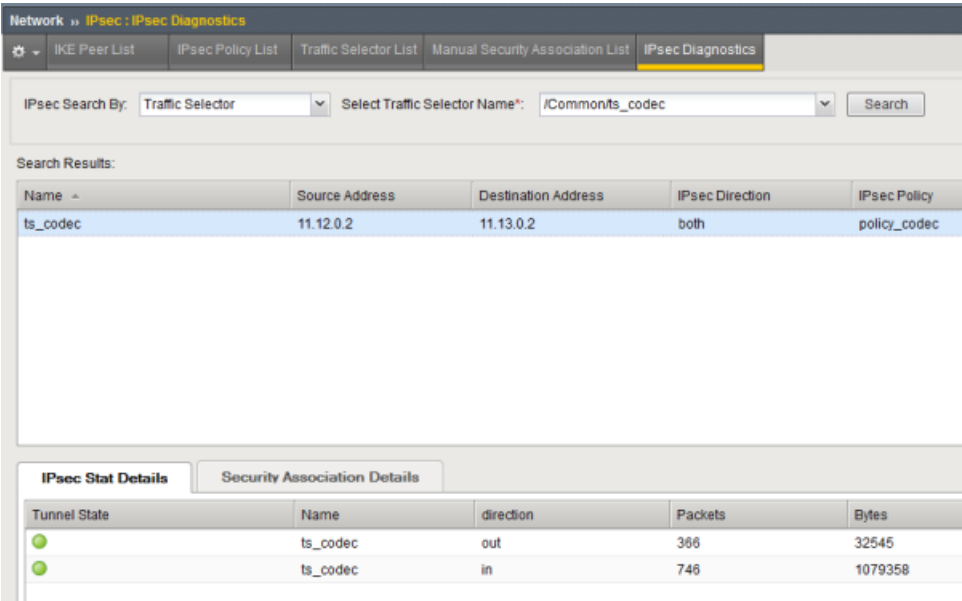 Network » IPsec : IPsec Diagnostics
IKE Peer List IPsec Policy List Traffic Selector List Manual Security Association List IPsec Diagnostics
IPsec Search By: Traffic Selector Select Traffic Selector Name*: /Common/ts_codec Search
Search Results:
Name Source Address Destination Address IPsec Direction IPsec Policy
ts_codec 11.12.0.2 11.13.0.2 both policy_codec
IPsec Stat Details Security Association Details
Tunnel State Name direction Packets Bytes
ts_codec out 366 32545
ts_codec in 746 1079358